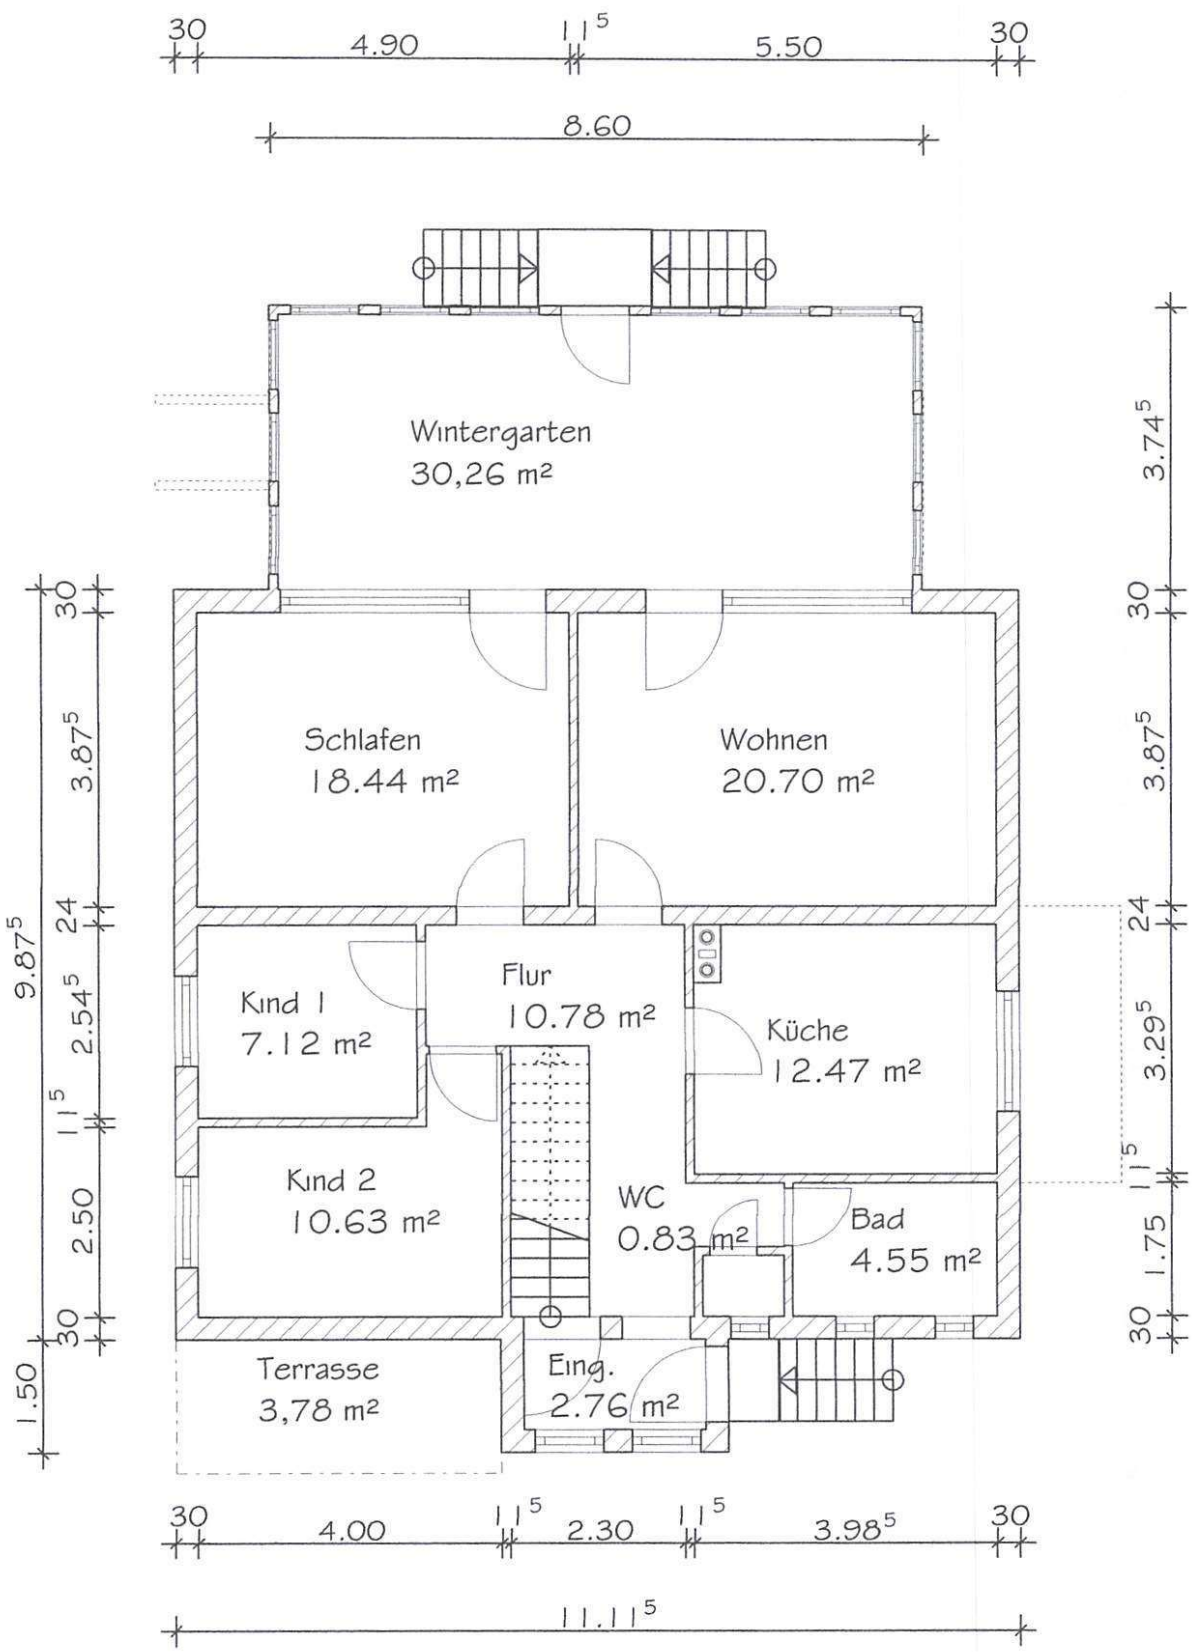 30 4.90 11⁵ 5.50 30
8.60
Wintergarten
30,26 m²
3.74⁵
30
30
Schlafen
18.44 m²
Wohnen
20.70 m²
3.87⁵
3.87⁵
24
24
9.87⁵
Kind 1
7.12 m²
Flur
10.78 m²
Küche
12.47 m²
2.54⁵
3.29⁵
11⁵
11⁵
Kind 2
10.63 m²
WC
0.83 m²
Bad
4.55 m²
2.50
1.75
30
30
1.50
Terrasse
3,78 m²
Eing.
2.76 m²
30 4.00 11⁵ 2.30 11⁵ 3.98⁵ 30
11.11⁵